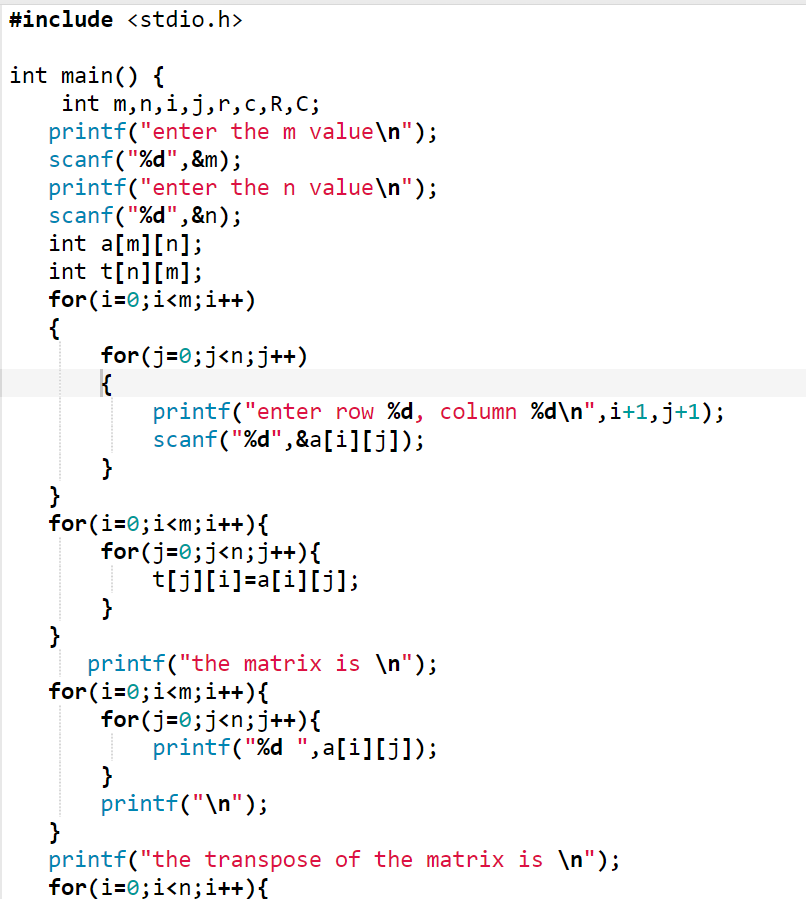 #include <stdio.h>

int main() {
    int m,n,i,j,r,c,R,C;
   printf("enter the m value\n");
   scanf("%d",&m);
   printf("enter the n value\n");
   scanf("%d",&n);
   int a[m][n];
   int t[n][m];
   for(i=0;i<m;i++)
   {
       for(j=0;j<n;j++)
       {
           printf("enter row %d, column %d\n",i+1,j+1);
           scanf("%d",&a[i][j]);
       }
   }
   for(i=0;i<m;i++){
       for(j=0;j<n;j++){
           t[j][i]=a[i][j];
       }
   }
      printf("the matrix is \n");
   for(i=0;i<m;i++){
       for(j=0;j<n;j++){
           printf("%d ",a[i][j]);
       }
       printf("\n");
   }
   printf("the transpose of the matrix is \n");
   for(i=0;i<n;i++){